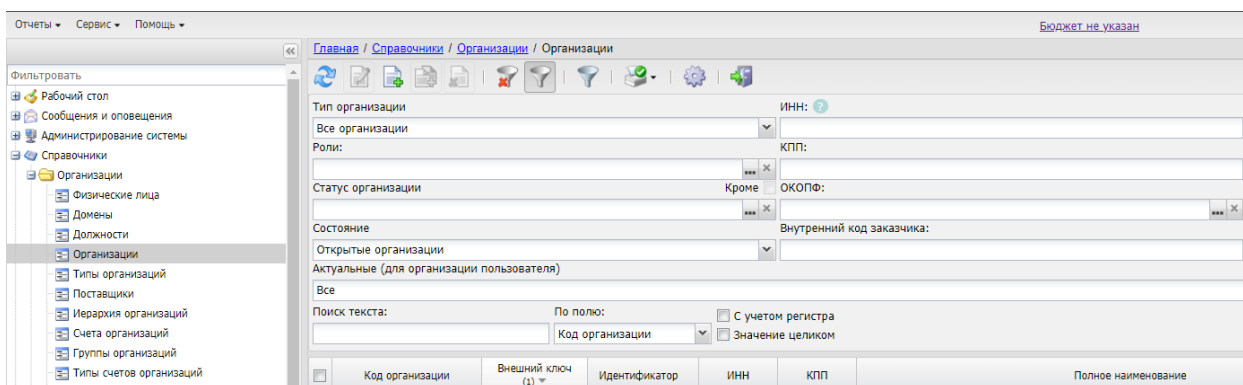 Отчеты Сервис Помощь Бюджет не указан
Главная / Справочники / Организации / Организации
Фильтровать
Рабочий стол
Сообщения и оповещения
Администрирование системы
Справочники
Организации
Физические лица
Домены
Должности
Организации
Типы организаций
Поставщики
Иерархия организаций
Счета организаций
Группы организаций
Типы счетов организаций
Тип организации ИНН: ?
Все организации
Роли: КПП:
Статус организации Кроме ОКОПФ:
Состояние Внутренний код заказчика:
Открытые организации
Актуальные (для организации пользователя)
Все
Поиск текста: По полю: С учетом регистра
Код организации Значение целиком
Код организации Внешний ключ (1) Идентификатор ИНН КПП Полное наименование